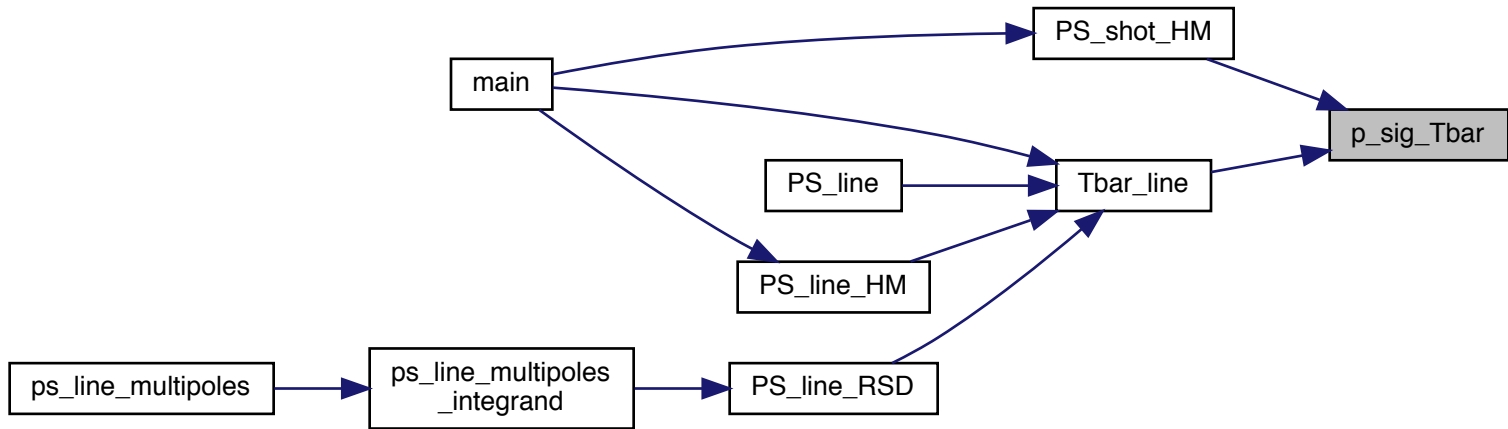 PS_shot_HM
main
p_sig_Tbar
PS_line
Tbar_line
PS_line_HM
ps_line_multipoles
ps_line_multipoles
_integrand
PS_line_RSD